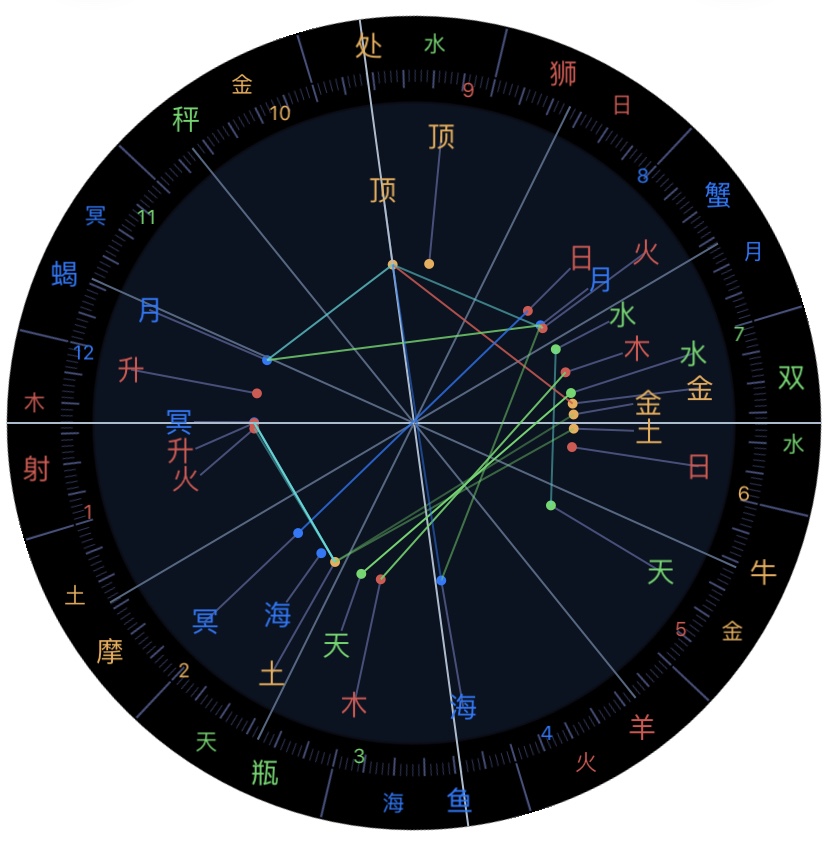 处 水
狮
金
日
9
秤
10
顶
8
顶
蟹
冥
11
月
火
日
蝎
月
月
水
7
12
木
水
升
双
金
木
金
冥
土
水
升
射
日
火
6
1
天
牛
土
海
冥
5
金
天
摩
2
土
木
海
羊
4
天
3
火
瓶
海 鱼